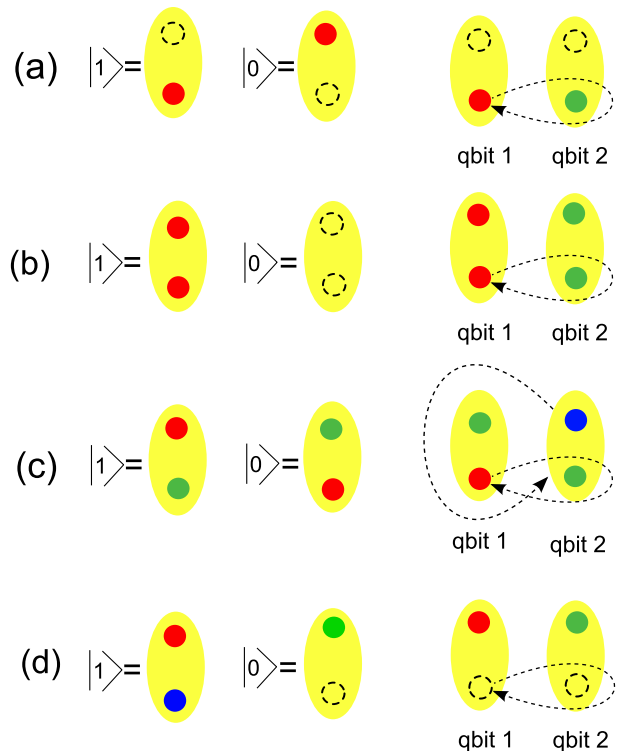 (a) |1〉= |0〉=
qbit 1 qbit 2
(b) |1〉= |0〉=
qbit 1 qbit 2
(c) |1〉= |0〉=
qbit 1 qbit 2
(d) |1〉= |0〉=
qbit 1 qbit 2